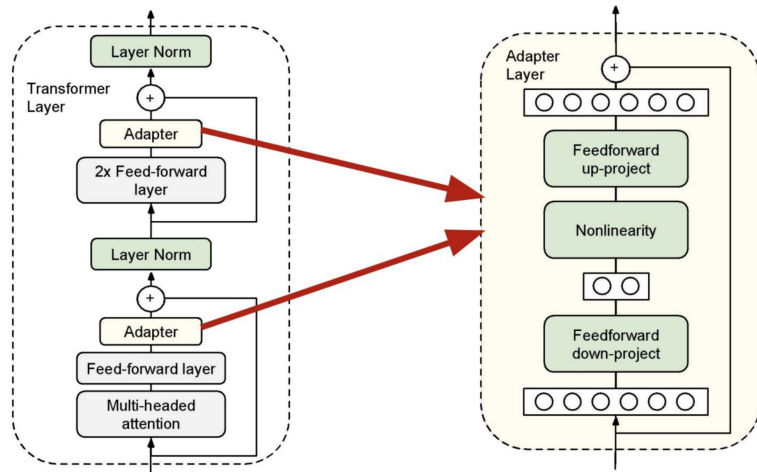 Transformer
Layer
Layer Norm
+
Adapter
2x Feed-forward
layer
Layer Norm
+
Adapter
Feed-forward layer
Multi-headed
attention
Adapter
Layer
+
Feedforward
up-project
Nonlinearity
Feedforward
down-project